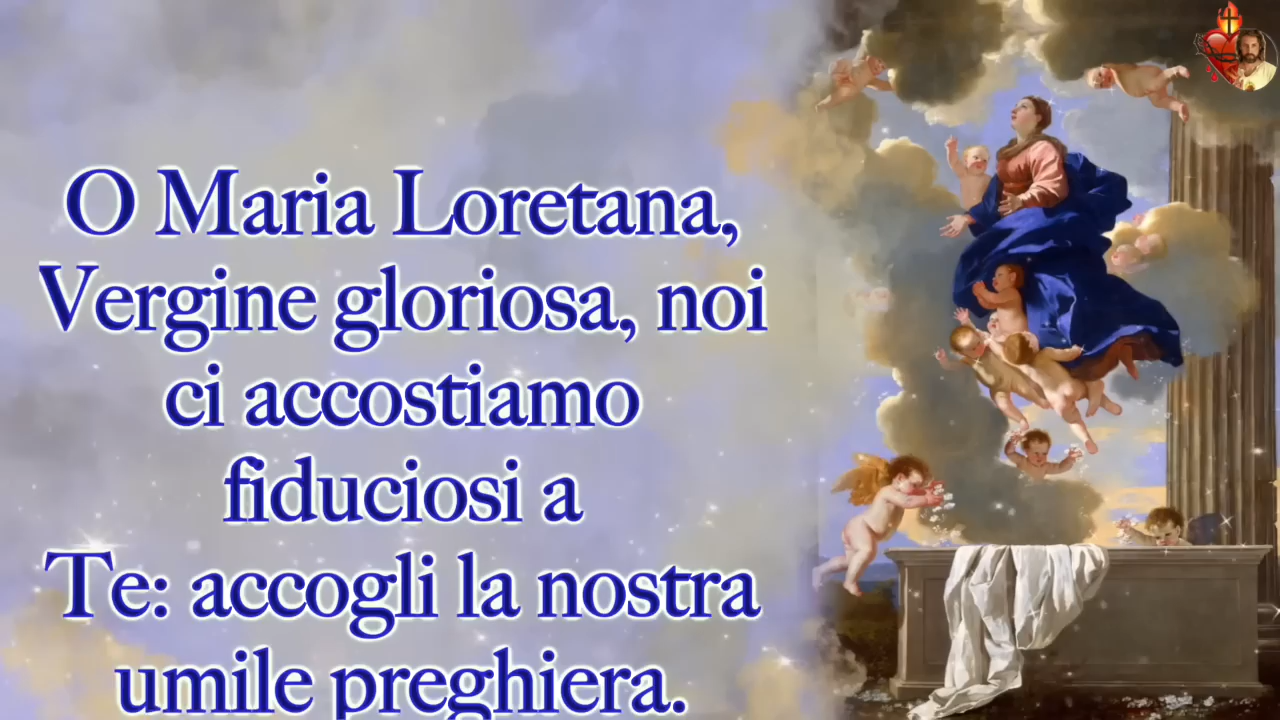 O Maria Loretana,
Vergine gloriosa, noi
ci accostiamo
fiduciosi a
Te: accogli la nostra
umile preghiera.